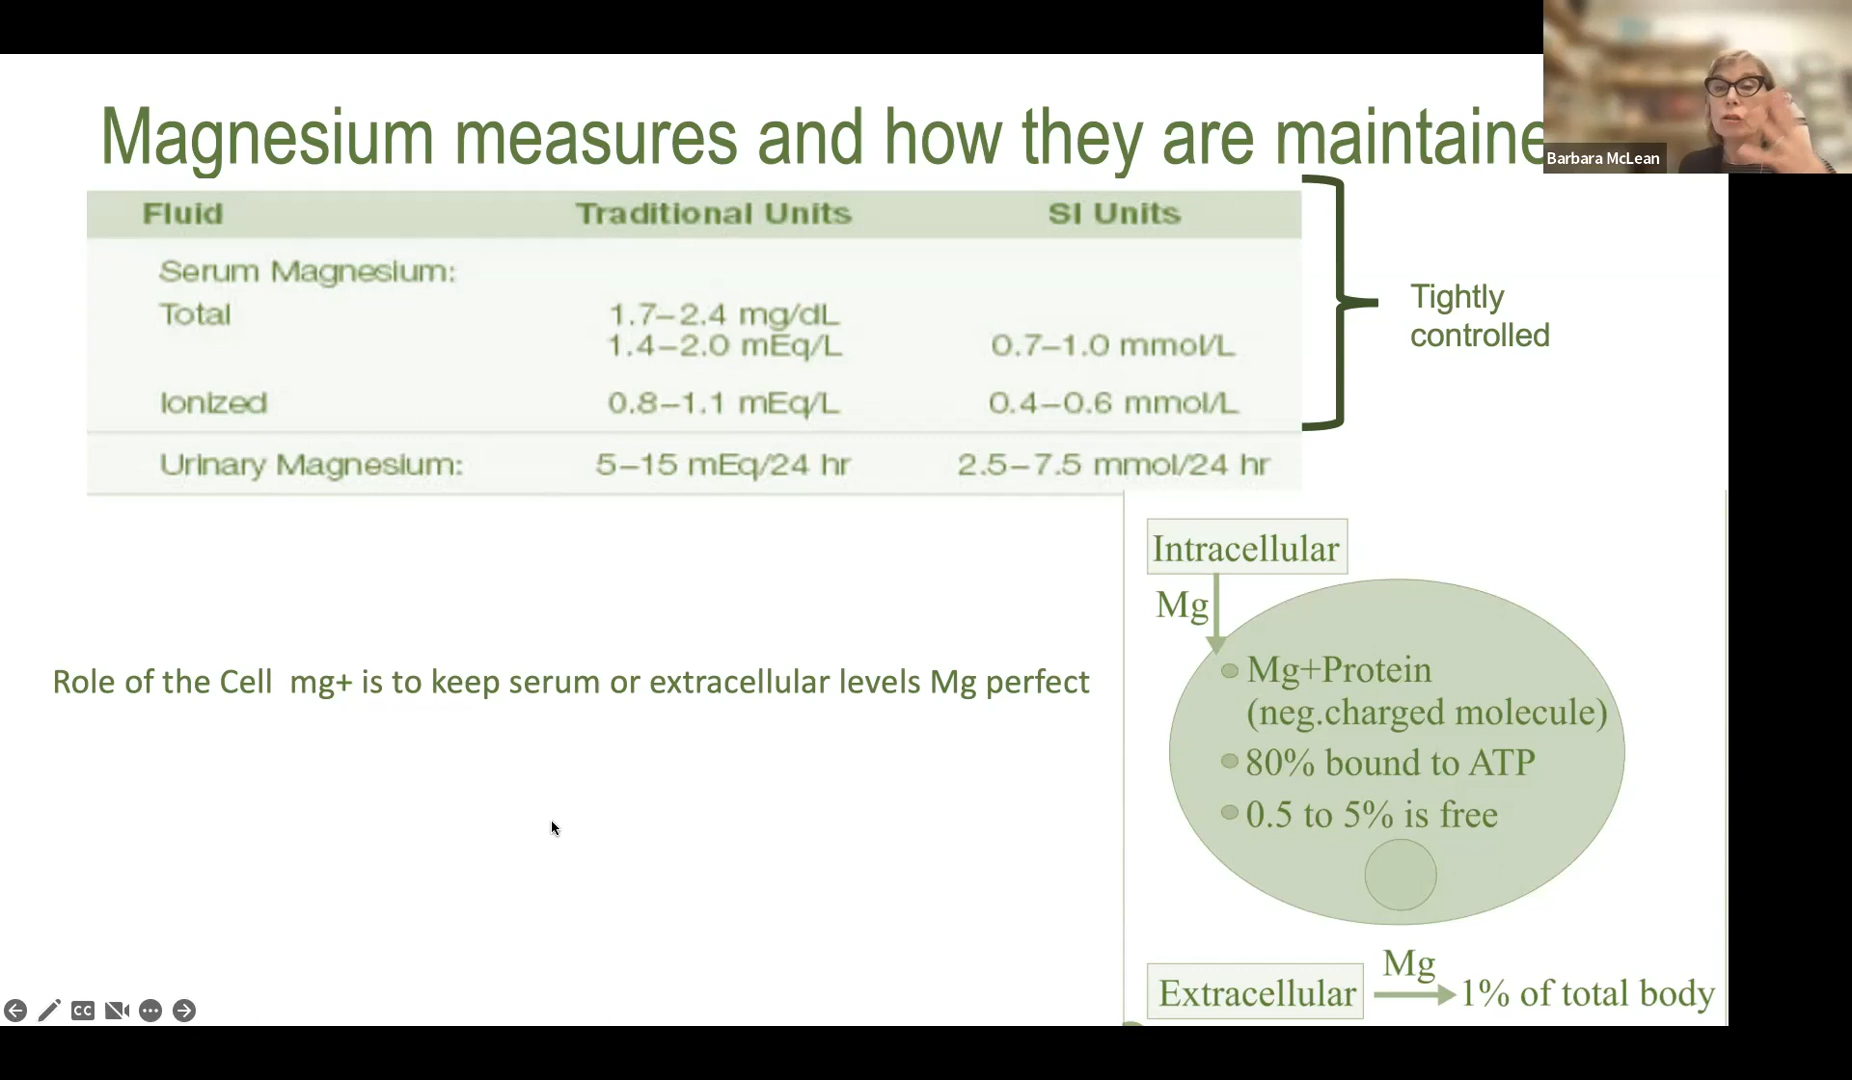 Magnesium measures and how they are maintaine
Barbara McLean
Fluid Traditional Units SI Units
Serum Magnesium:
Total 1.7–2.4 mg/dL
1.4–2.0 mEq/L 0.7–1.0 mmol/L
Ionized 0.8–1.1 mEq/L 0.4–0.6 mmol/L
Urinary Magnesium: 5–15 mEq/24 hr 2.5–7.5 mmol/24 hr
Tightly
controlled
Role of the Cell mg+ is to keep serum or extracellular levels Mg perfect
Intracellular
Mg
Mg+Protein
(neg.charged molecule)
80% bound to ATP
0.5 to 5% is free
Mg
Extracellular 1% of total body
CC